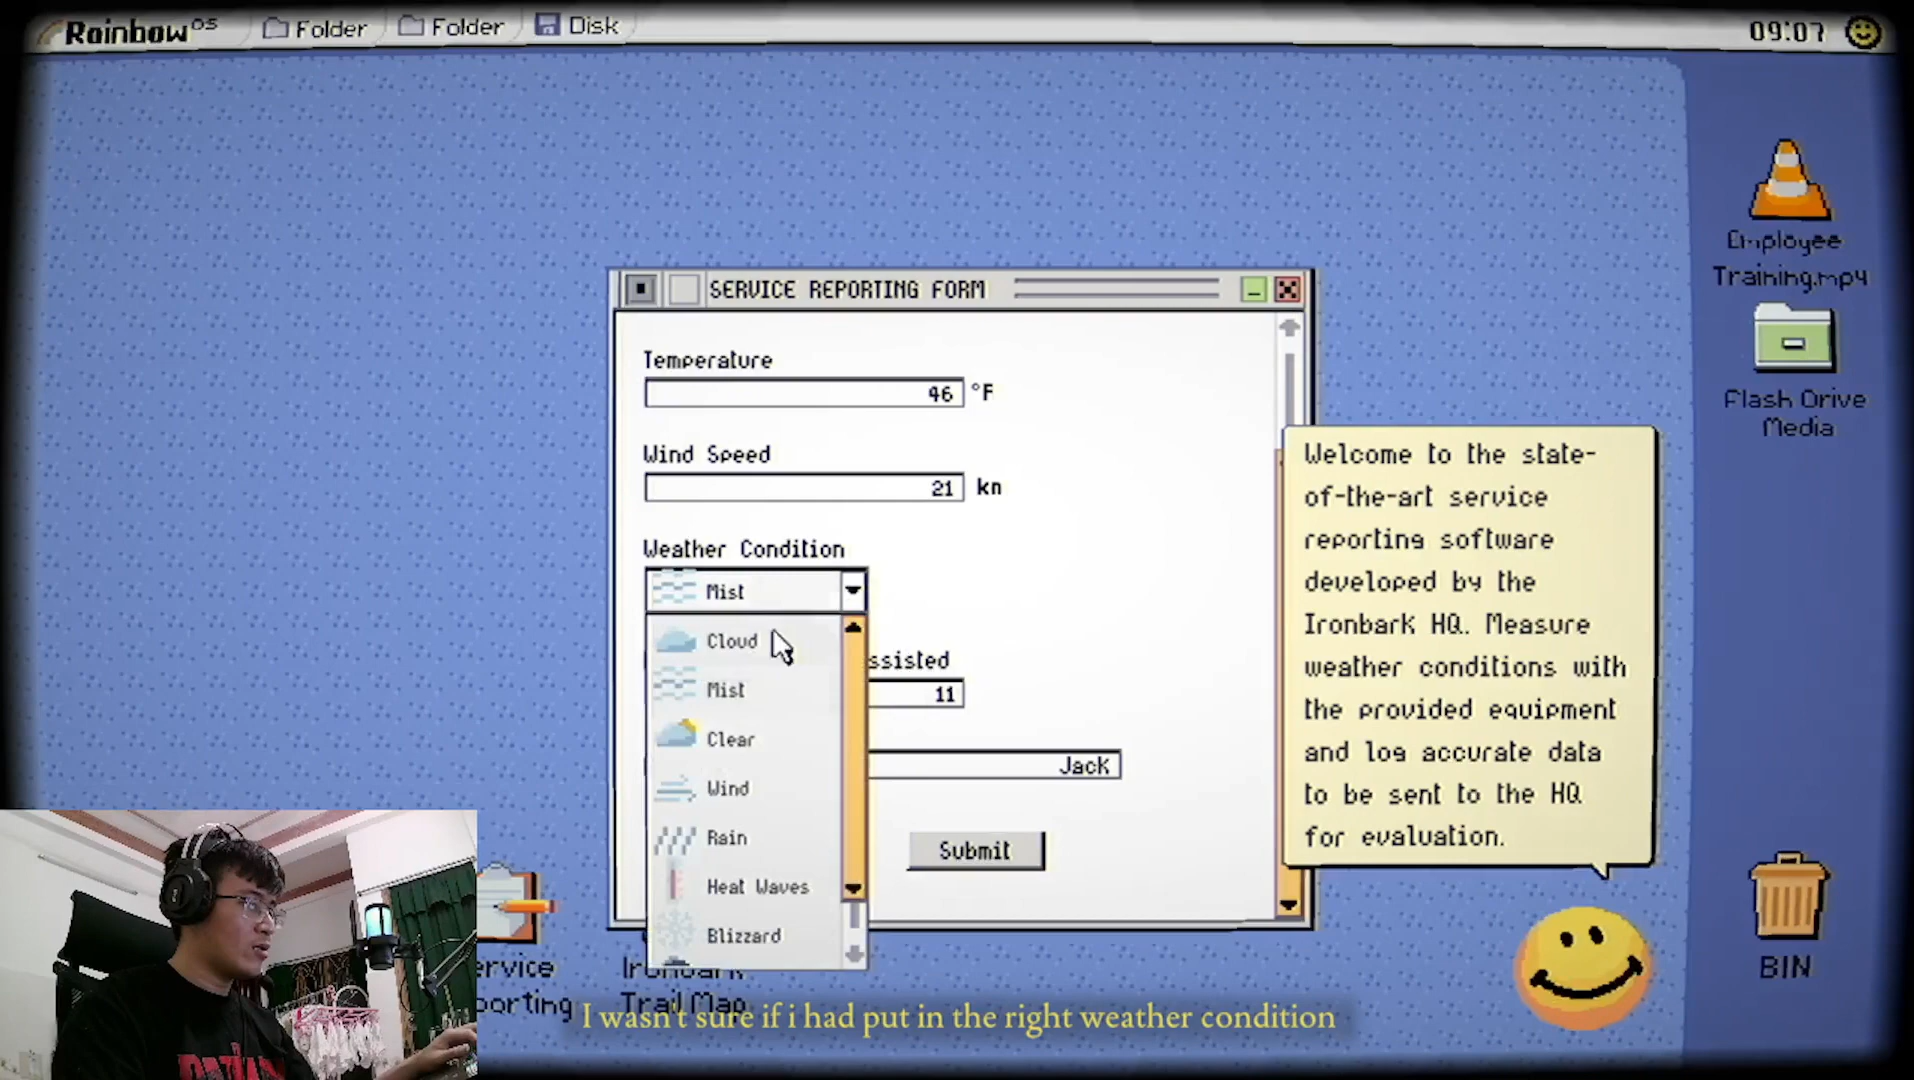 Rainbow OS
Folder
Folder
Disk
09:07
Employee
Training.mp4
Flash Drive
Media
SERVICE REPORTING FORM
Temperature
46 °F
Wind Speed
21 kn
Weather Condition
Mist
Cloud
Mist
Clear
Wind
Rain
Heat Waves
Blizzard
ssisted
11
Jack
Submit
Welcome to the state-
of-the-art service
reporting software
developed by the
Ironbark HQ. Measure
weather conditions with
the provided equipment
and log accurate data
to be sent to the HQ
for evaluation.
BIN
ervice
porting
Ironbark
Trail Map
I wasn't sure if i had put in the right weather condition